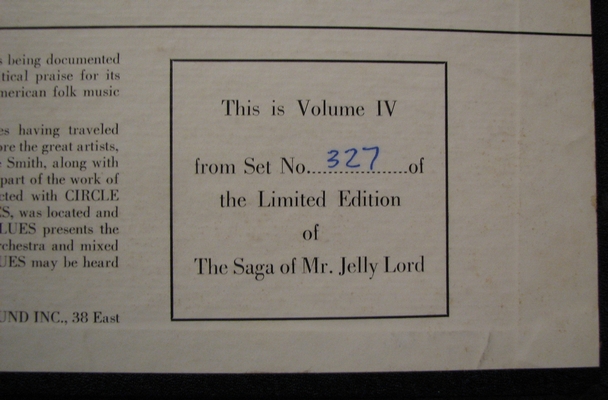 s being documented
tical praise for its
merican folk music
es having traveled
ore the great artists,
e Smith, along with
part of the work of
cted with CIRCLE
ES, was located and
LUES presents the
rchestra and mixed
UES may be heard
UND INC., 38 East
This is Volume IV
from Set No. 327 of
the Limited Edition
of
The Saga of Mr. Jelly Lord